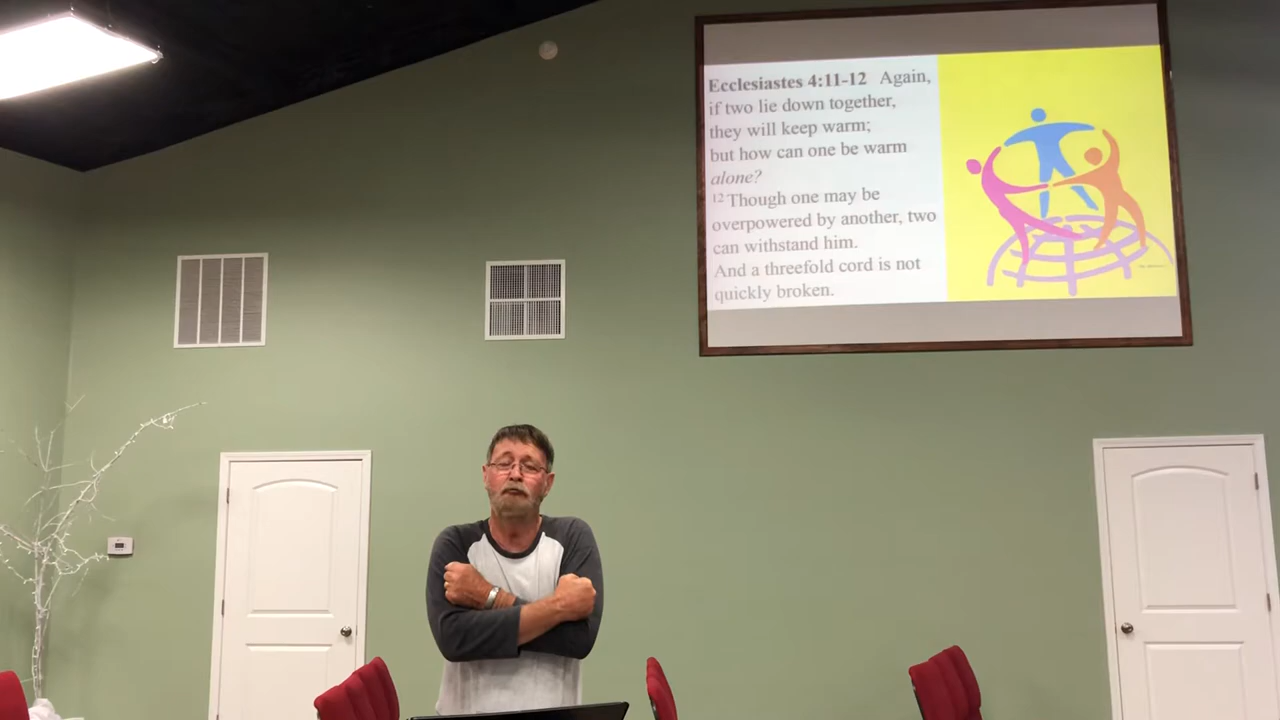 Ecclesiastes 4:11-12 Again,
if two lie down together,
they will keep warm;
but how can one be warm
alone?
12 Though one may be
overpowered by another, two
can withstand him.
And a threefold cord is not
quickly broken.